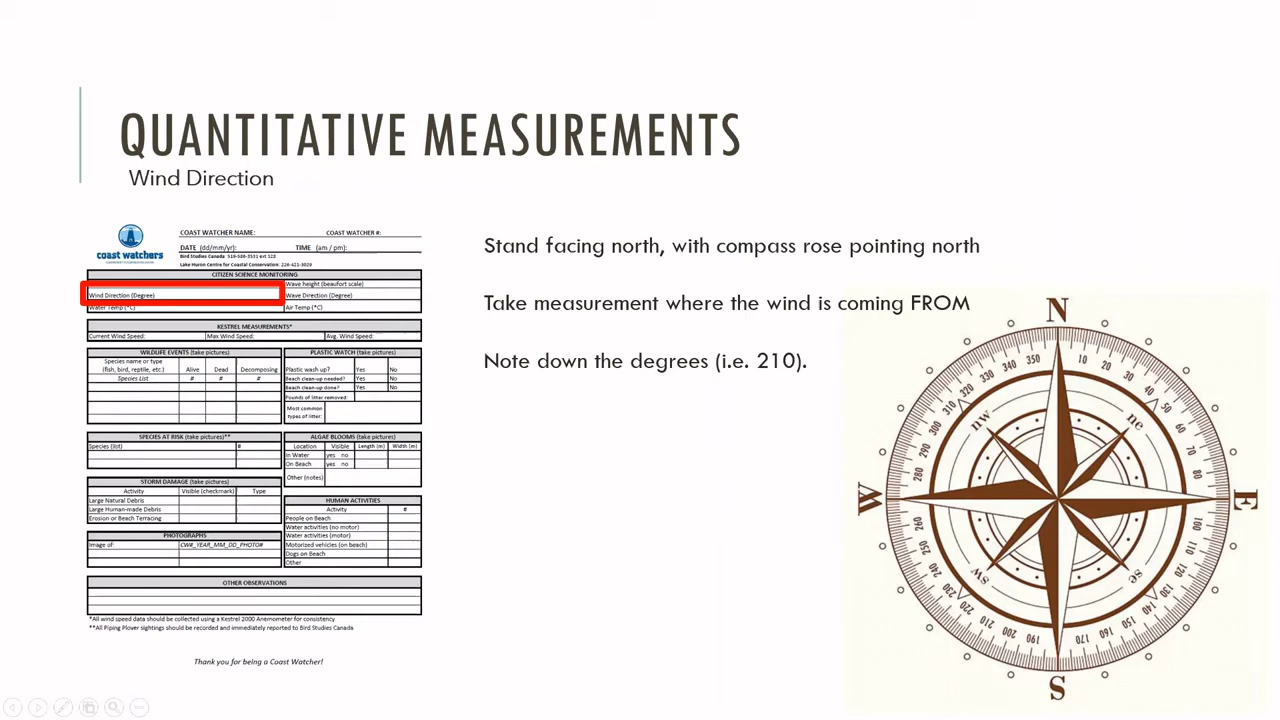 QUANTITATIVE MEASUREMENTS
Wind Direction
Stand facing north, with compass rose pointing north
Take measurement where the wind is coming FROM
Note down the degrees (i.e. 210).
coast watchers
COAST WATCHER NAME: COAST WATCHER #:
DATE (dd/mm/yr): TIME (am / pm):
Bird Studies Canada: 519-586-3531 ext 128
Lake Huron Centre for Coastal Conservation: 226-421-3029
CITIZEN SCIENCE MONITORING
Wave height (beaufort scale)
Wind Direction (Degree) Wave Direction (Degree)
Water Temp (°C) Air Temp (°C)
KESTREL MEASUREMENTS*
Current Wind Speed: Max Wind Speed: Avg. Wind Speed:
WILDLIFE EVENTS (take pictures)
Species name or type
(fish, bird, reptile, etc.) Alive Dead Decomposing
Species List # # #
PLASTIC WATCH (take pictures)
Plastic wash up? Yes No
Beach clean-up needed? Yes No
Beach clean-up done? Yes No
Pounds of litter removed:
Most common
types of litter:
SPECIES AT RISK (take pictures)**
Species (list) #
ALGAE BLOOMS (take pictures)
Location Visible Length (m) Width (m)
In Water yes no
On Beach yes no
Other (notes)
STORM DAMAGE (take pictures)
Activity Visible (checkmark) Type
Large Natural Debris
Large Human-made Debris
Erosion or Beach Terracing
HUMAN ACTIVITIES
Activity #
People on Beach
Water activities (no motor)
Water activities (motor)
Motorized vehicles (on beach)
Dogs on Beach
Other
PHOTOGRAPHS
Image of: CW#_YEAR_MM_DD_PHOTO#
OTHER OBSERVATIONS
*All wind speed data should be collected using a Kestrel 2000 Anemometer for consistency
**All Piping Plover sightings should be recorded and immediately reported to Bird Studies Canada
Thank you for being a Coast Watcher!
N
350 10
340 20
330 30
320 40
310 50
nw ne
300 60
290 70
280 80
W E
260 100
250 110
240 120
sw se
230 130
220 140
210 150
200 160
190 170
S